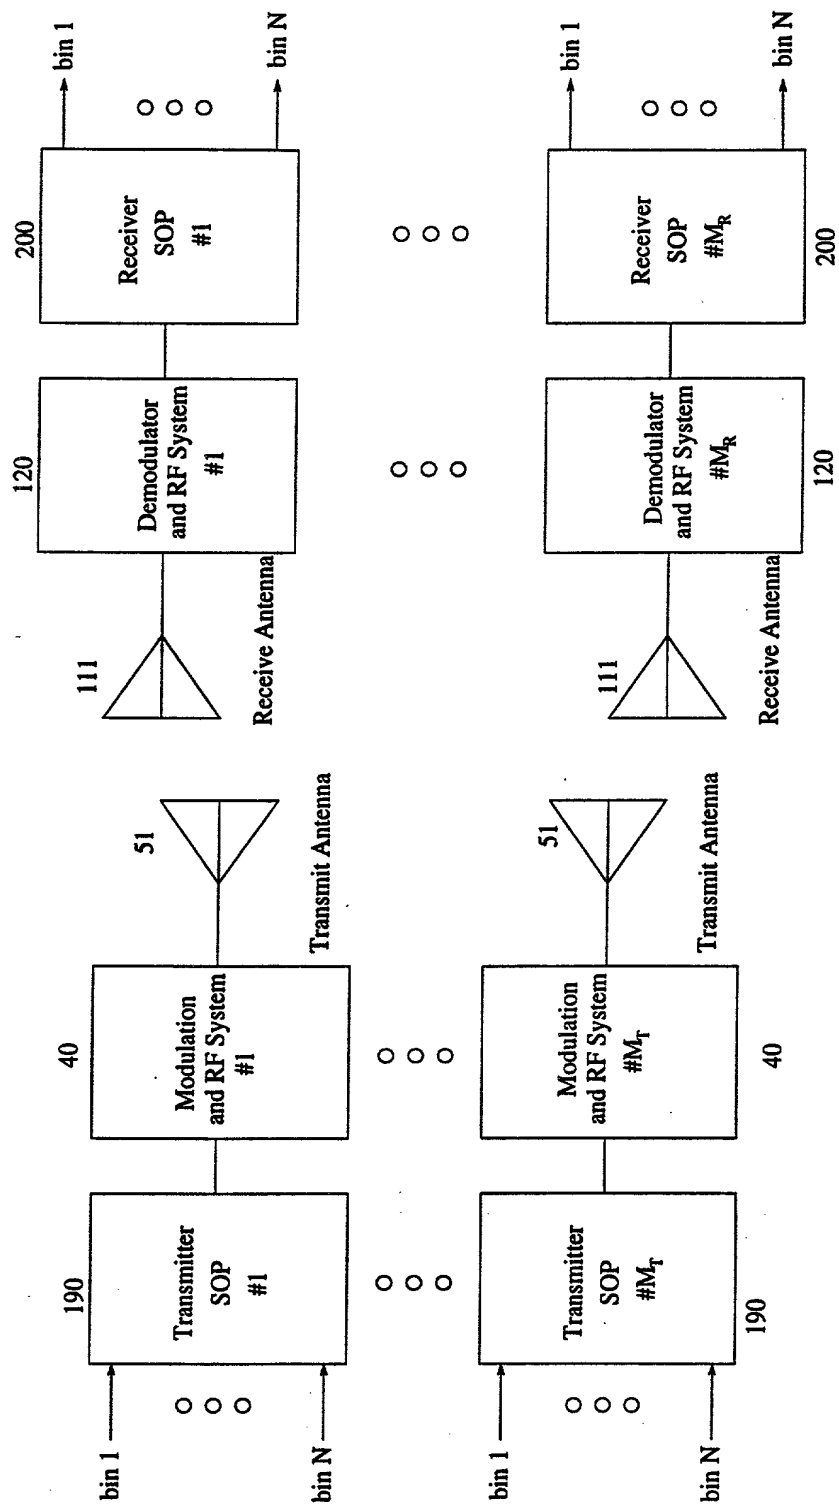 bin 1
bin N
190
Transmitter
SOP
#1
40
Modulation
and RF System
#1
51
Transmit Antenna
111
Receive Antenna
120
Demodulator
and RF System
#1
200
Receiver
SOP
#1
bin 1
bin N
bin 1
bin N
Transmitter
SOP
#M_T
190
Modulation
and RF System
#M_T
40
51
Transmit Antenna
111
Receive Antenna
Demodulator
and RF System
#M_R
120
Receiver
SOP
#M_R
200
bin 1
bin N